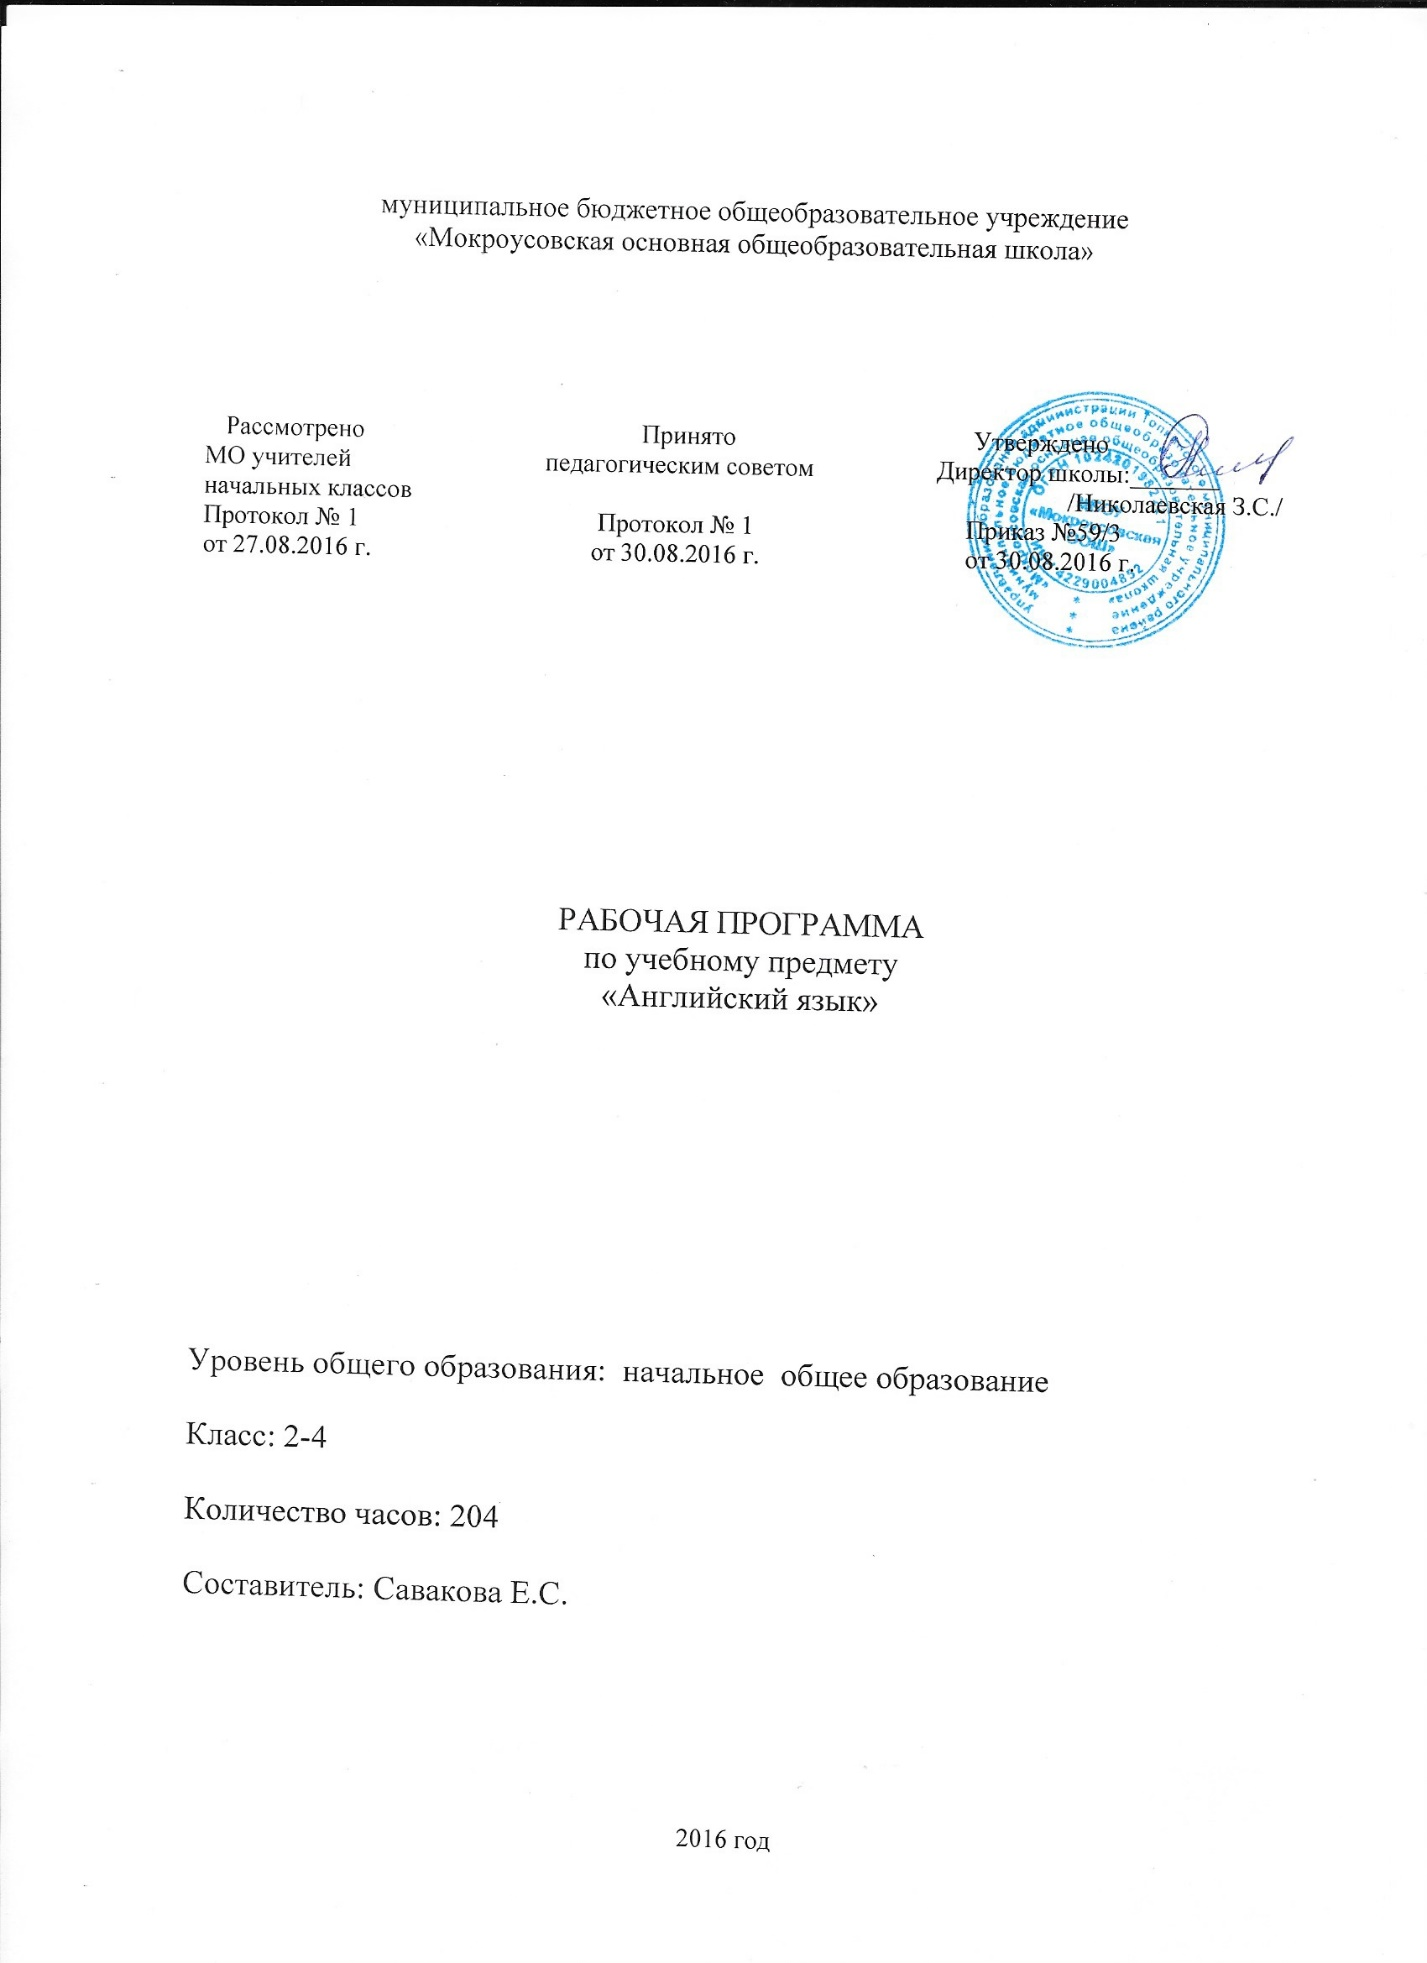 муниципальное бюджетное общеобразовательное учреждение
«Мокроусовская основная общеобразовательная школа»
Рассмотрено
МО учителей
начальных классов
Протокол № 1
от 27.08.2016 г.
Принято
педагогическим советом
Протокол № 1
от 30.08.2016 г.
Утверждено
Директор школы:
/Николаевская З.С./
Приказ №59/3
от 30.08.2016 г.
РАБОЧАЯ ПРОГРАММА
по учебному предмету
«Английский язык»
Уровень общего образования: начальное общее образование
Класс: 2-4
Количество часов: 204
Составитель: Савакова Е.С.
2016 год